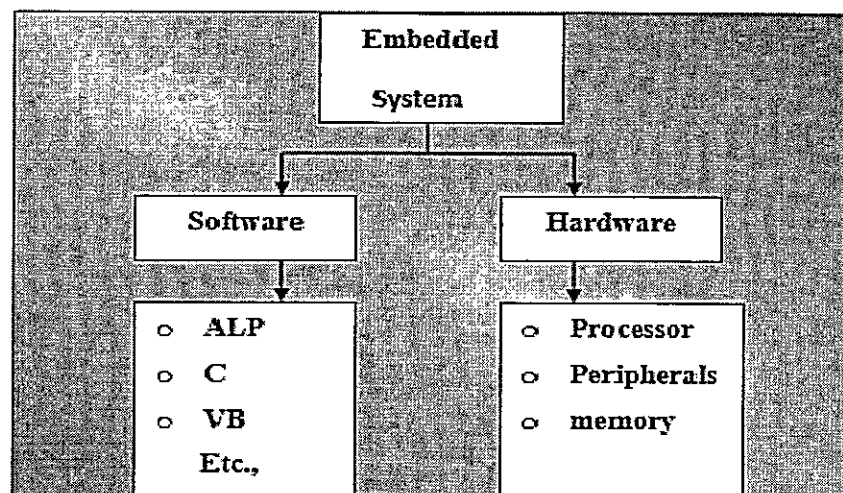 Embedded
System
Software
Hardware
o ALP
o C
o VB
Etc.,
o Processor
o Peripherals
o memory